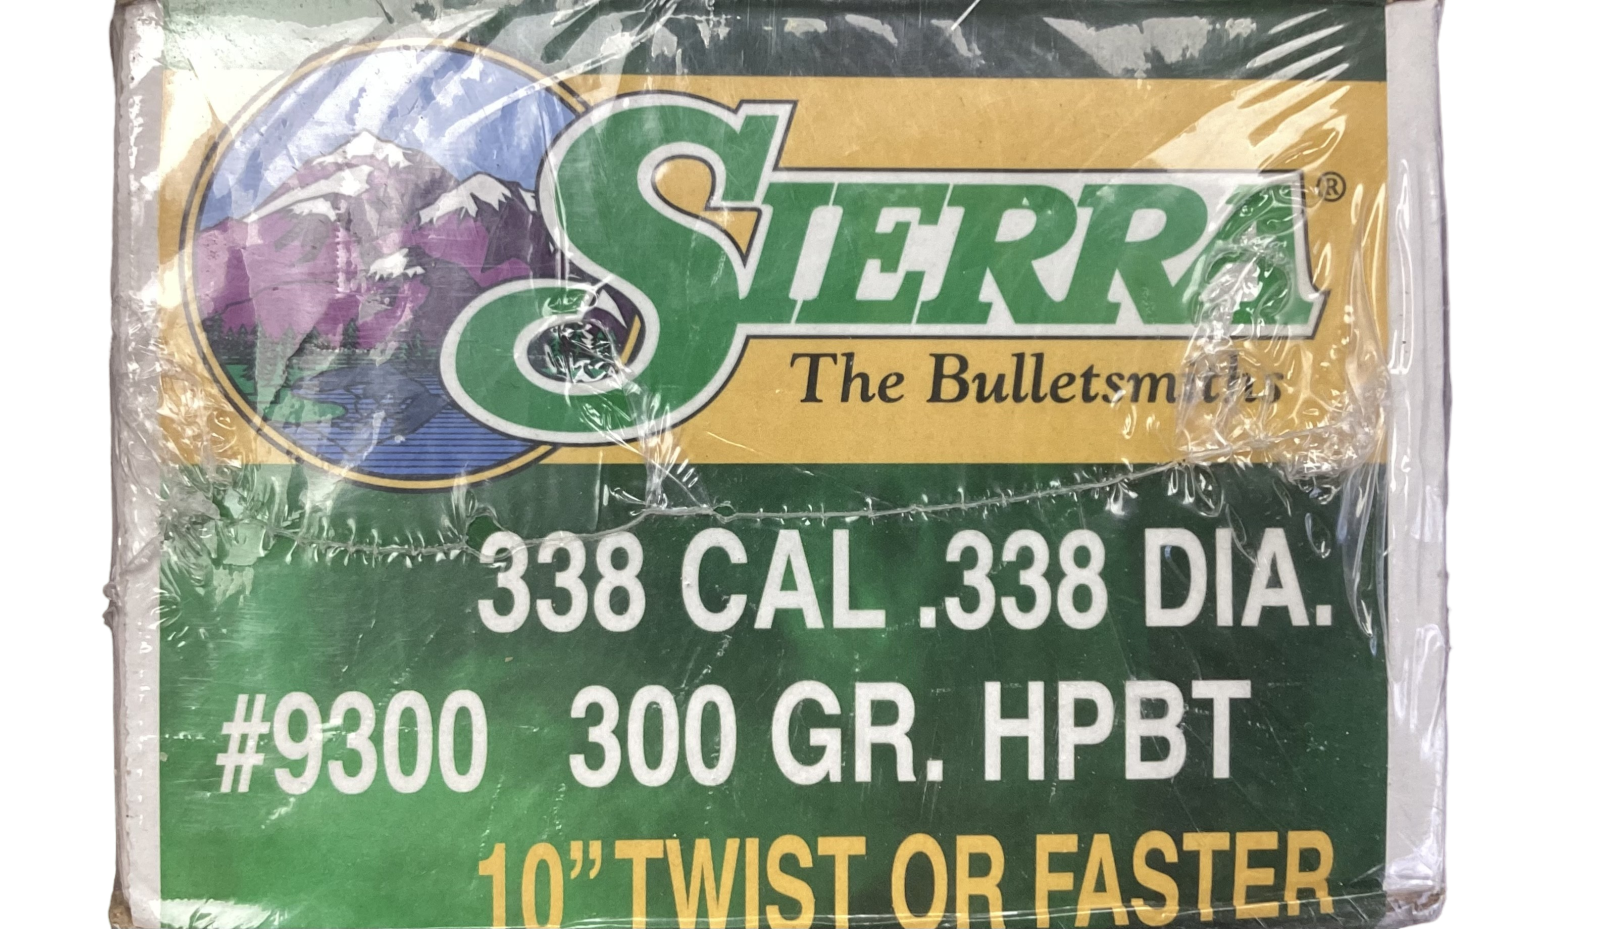 SIERRA®
The Bulletsmiths
338 CAL .338 DIA.
#9300 300 GR. HPBT
10” TWIST OR FASTER